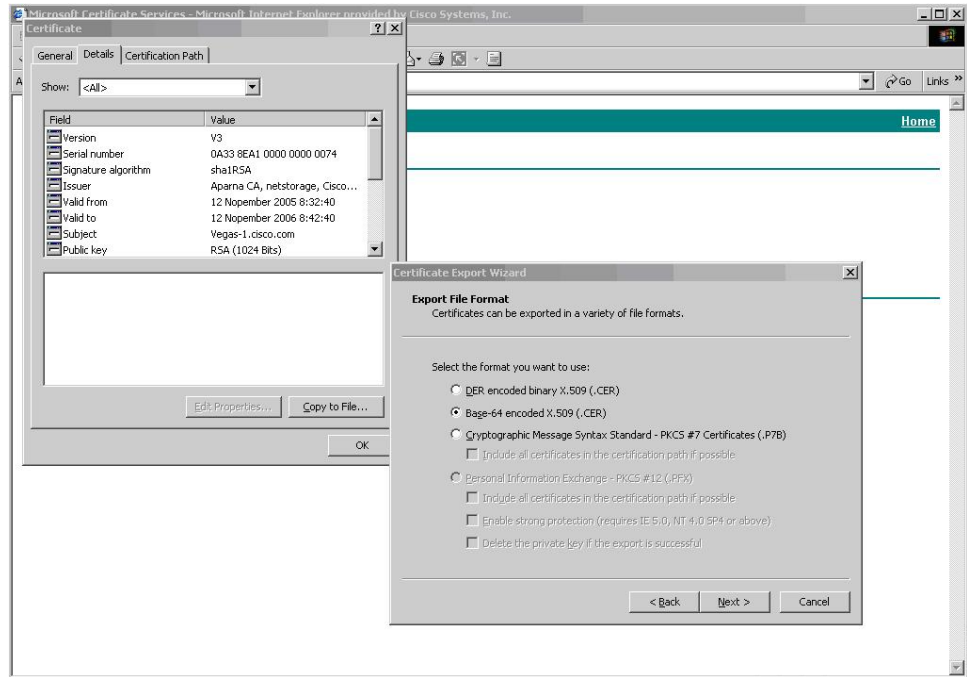 Microsoft Certificate Services - Microsoft Internet Explorer provided by Cisco Systems, Inc.
Certificate
General Details Certification Path
Show: <All>
Field Value
Version V3
Serial number 0A33 8EA1 0000 0000 0074
Signature algorithm sha1RSA
Issuer Aparna CA, netstorage, Cisco...
Valid from 12 Nopember 2005 8:32:40
Valid to 12 Nopember 2006 8:42:40
Subject Vegas-1.cisco.com
Public key RSA (1024 Bits)
Edit Properties... Copy to File...
OK
Go Links »
Home
Certificate Export Wizard
Export File Format
Certificates can be exported in a variety of file formats.
Select the format you want to use:
DER encoded binary X.509 (.CER)
Base-64 encoded X.509 (.CER)
Cryptographic Message Syntax Standard - PKCS #7 Certificates (.P7B)
Include all certificates in the certification path if possible
Personal Information Exchange - PKCS #12 (.PFX)
Include all certificates in the certification path if possible
Enable strong protection (requires IE 5.0, NT 4.0 SP4 or above)
Delete the private key if the export is successful
< Back Next > Cancel